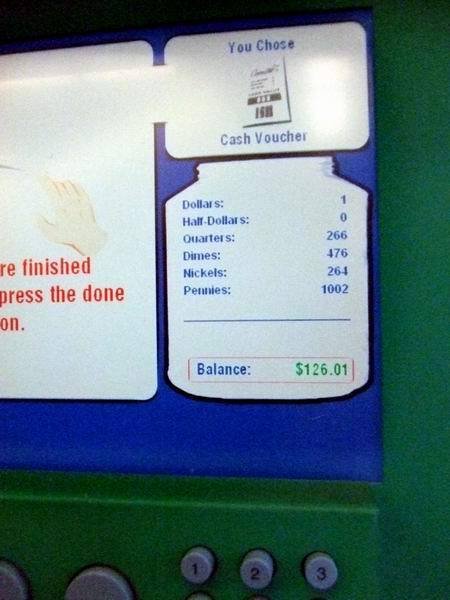 You Chose
Cash Voucher
Dollars: 1
Half-Dollars: 0
Quarters: 266
Dimes: 476
Nickels: 264
Pennies: 1002
Balance: $126.01
re finished
press the done
on.
1 2 3